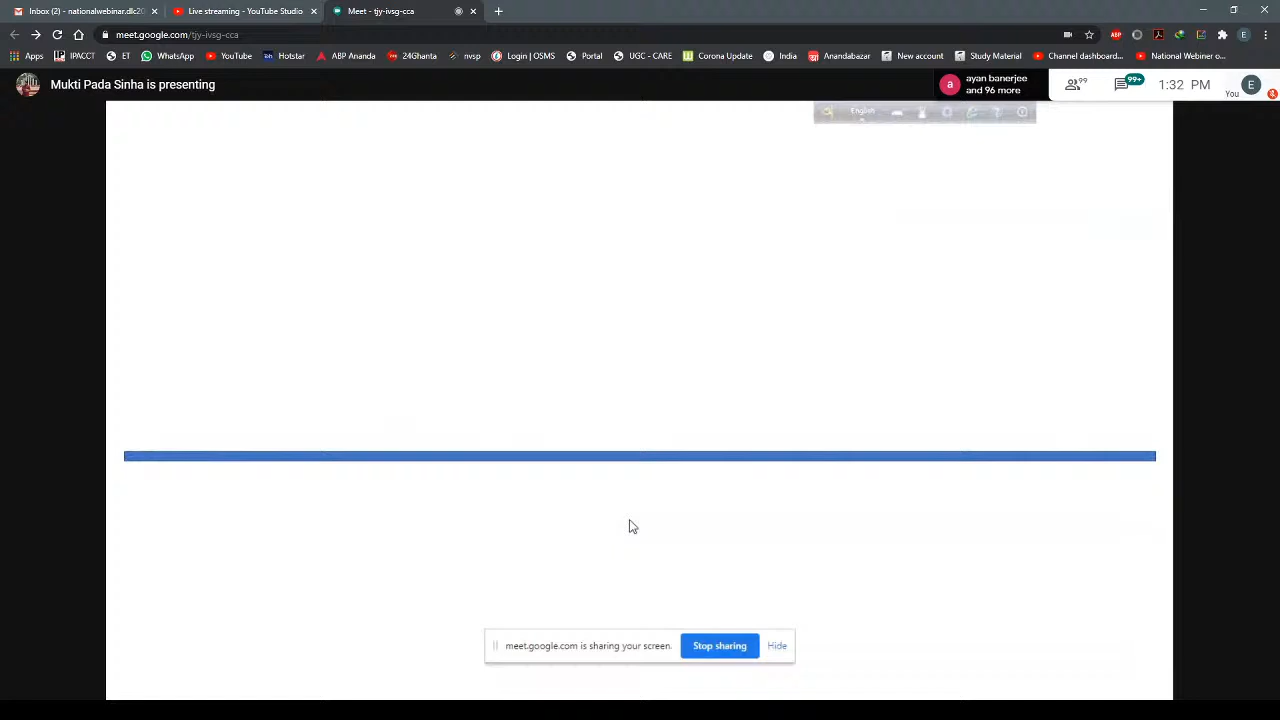 Inbox (2) - nationalwebinar.dlc20
Live streaming - YouTube Studio
Meet - tjy-ivsg-cca
meet.google.com/tjy-ivsg-cca
ABP
E
Apps
IPACCT
ET
WhatsApp
YouTube
Hotstar
ABP Ananda
24Ghanta
nvsp
Login | OSMS
Portal
UGC - CARE
Corona Update
India
Anandabazar
New account
Study Material
Channel dashboard...
National Webinar o...
Mukti Pada Sinha is presenting
a
ayan banerjee
and 96 more
99
99+
1:32 PM
You
E
English
meet.google.com is sharing your screen.
Stop sharing
Hide